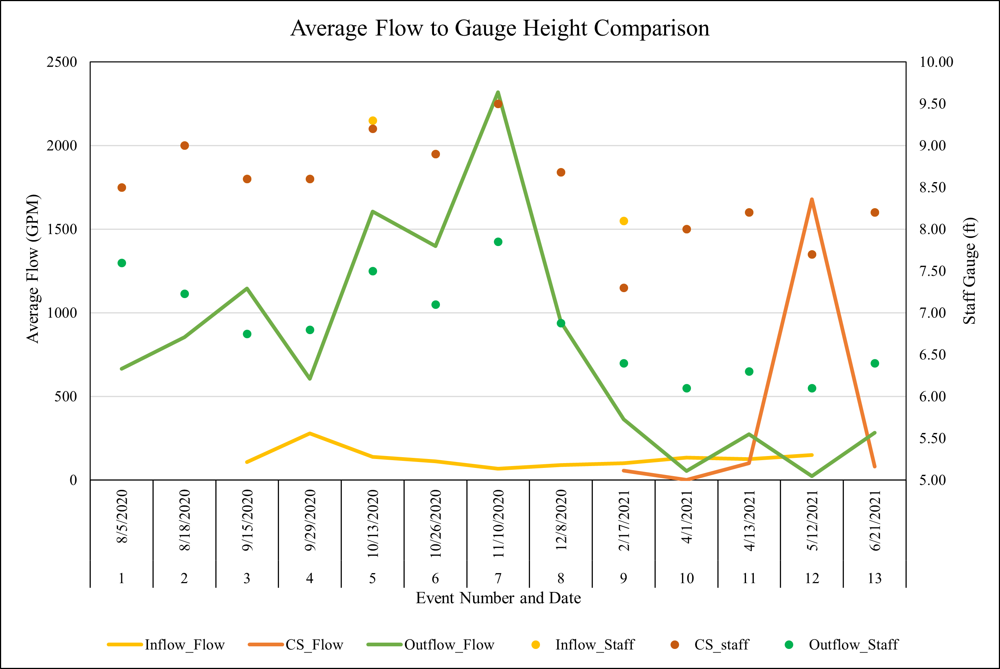 Average Flow to Gauge Height Comparison
2500
2000
1500
1000
500
0
Average Flow (GPM)
10.00
9.50
9.00
8.50
8.00
7.50
7.00
6.50
6.00
5.50
5.00
Staff Gauge (ft)
8/5/2020 8/18/2020 9/15/2020 9/29/2020 10/13/2020 10/26/2020 11/10/2020 12/8/2020 2/17/2021 4/1/2021 4/13/2021 5/12/2021 6/21/2021
1 2 3 4 5 6 7 8 9 10 11 12 13
Event Number and Date
Inflow_Flow CS_Flow Outflow_Flow Inflow_Staff CS_staff Outflow_Staff